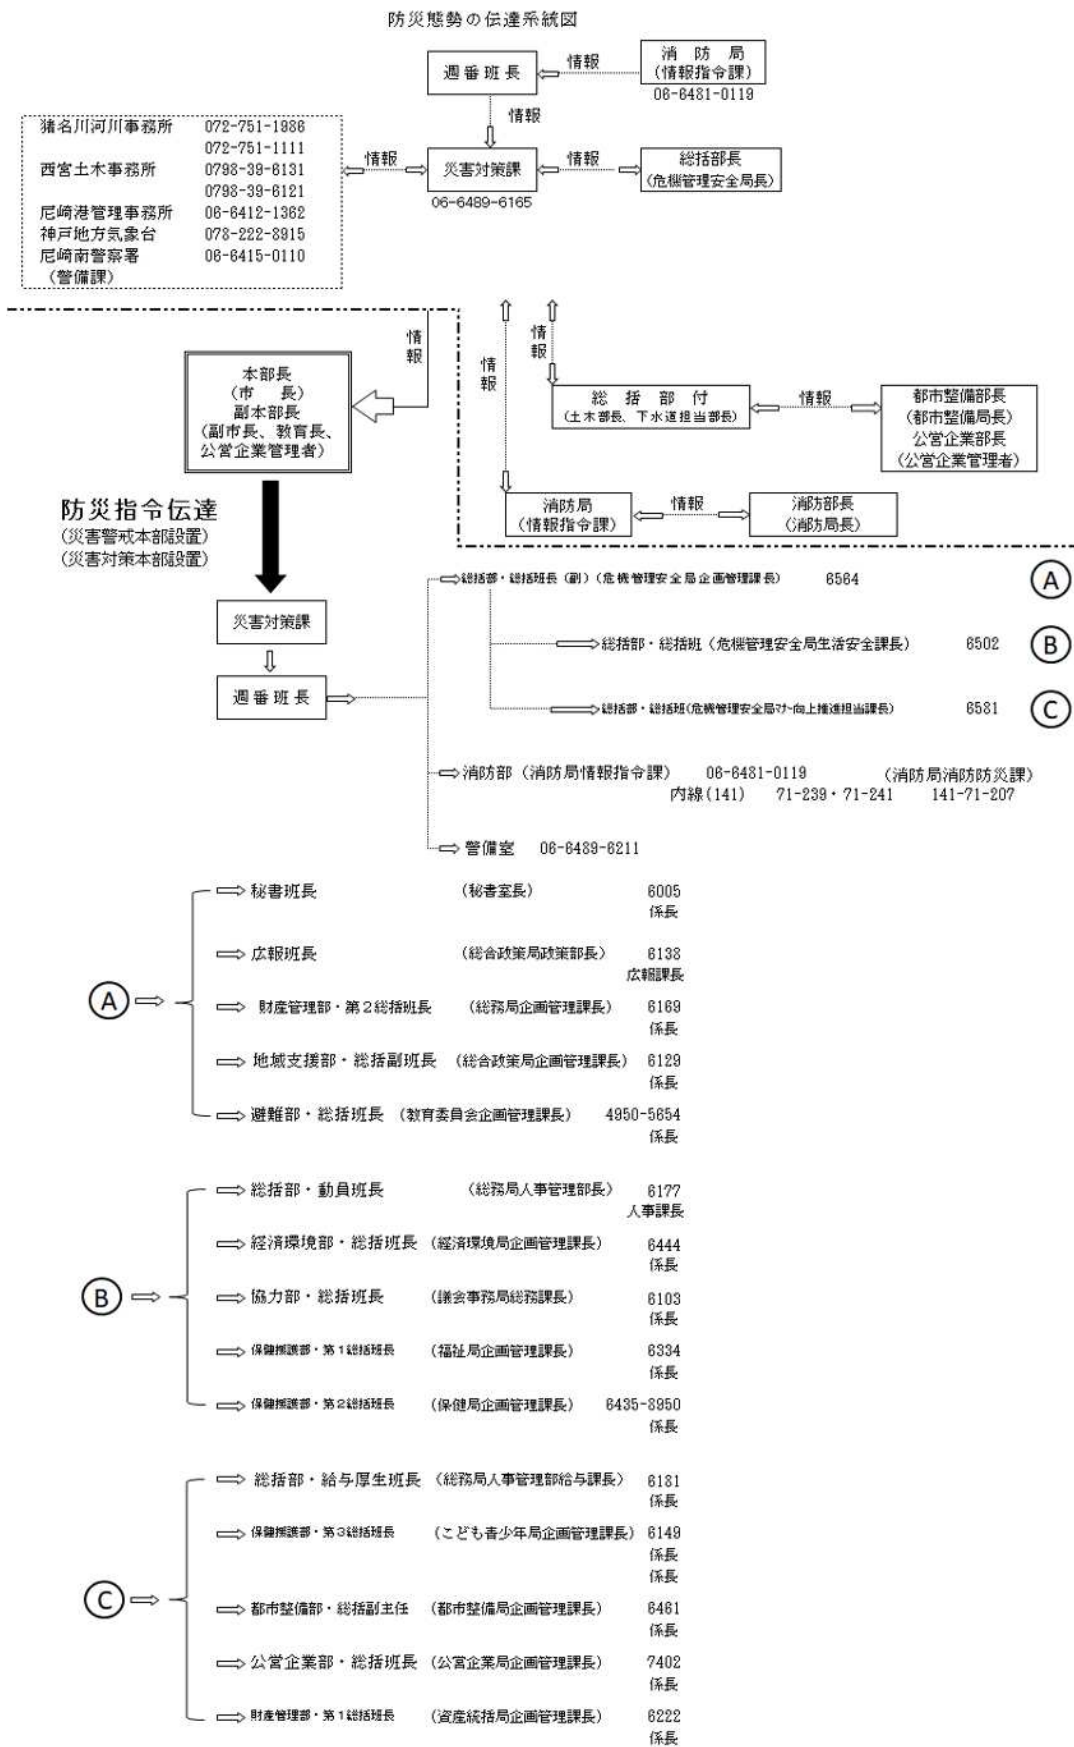 防災態勢の伝達系統図
消防局
(情報指令課)
06-6481-0119
情報
週番班長
情報
猪名川河川事務所 072-751-1986
072-751-1111
西宮土木事務所 0798-39-6131
0798-39-6121
尼崎港管理事務所 06-6412-1362
神戸地方気象台 078-222-8915
尼崎南警察署 06-6415-0110
(警備課)
情報
災害対策課
06-6489-6165
情報
総括部長
(危機管理安全局長)
情報
情報
情報
本部長
(市 長)
副本部長
(副市長、教育長、
公営企業管理者)
総括部付
(土木部長、下水道担当部長)
情報
都市整備部長
(都市整備局長)
公営企業部長
(公営企業管理者)
消防局
(情報指令課)
情報
消防部長
(消防局長)
防災指令伝達
(災害警戒本部設置)
(災害対策本部設置)
災害対策課
週番班長
総括部・総括班長(副)(危機管理安全局企画管理課長) 6564 A
総括部・総括班(危機管理安全局生活安全課長) 6502 B
総括部・総括班(危機管理安全局マナー向上推進担当課長) 6581 C
消防部(消防局情報指令課) 06-6481-0119 (消防局消防防災課)
内線(141) 71-239・71-241 141-71-207
警備室 06-6489-6211
A
秘書班長 (秘書室長) 6005
係長
広報班長 (総合政策局政策部長) 6138
広報課長
財産管理部・第2総括班長 (総務局企画管理課長) 6169
係長
地域支援部・総括副班長 (総合政策局企画管理課長) 6129
係長
避難部・総括班長 (教育委員会企画管理課長) 4950-5654
係長
B
総括部・動員班長 (総務局人事管理部長) 6177
人事課長
経済環境部・総括班長 (経済環境局企画管理課長) 6444
係長
協力部・総括班長 (議会事務局総務課長) 6103
係長
保健援護部・第1総括班長 (福祉局企画管理課長) 6334
係長
保健援護部・第2総括班長 (保健局企画管理課長) 6435-8950
係長
C
総括部・給与厚生班長 (総務局人事管理部給与課長) 6181
係長
保健援護部・第3総括班長 (こども青少年局企画管理課長) 6149
係長
係長
都市整備部・総括副主任 (都市整備局企画管理課長) 6461
係長
公営企業部・総括班長 (公営企業局企画管理課長) 7402
係長
財産管理部・第1総括班長 (資産統括局企画管理課長) 6222
係長